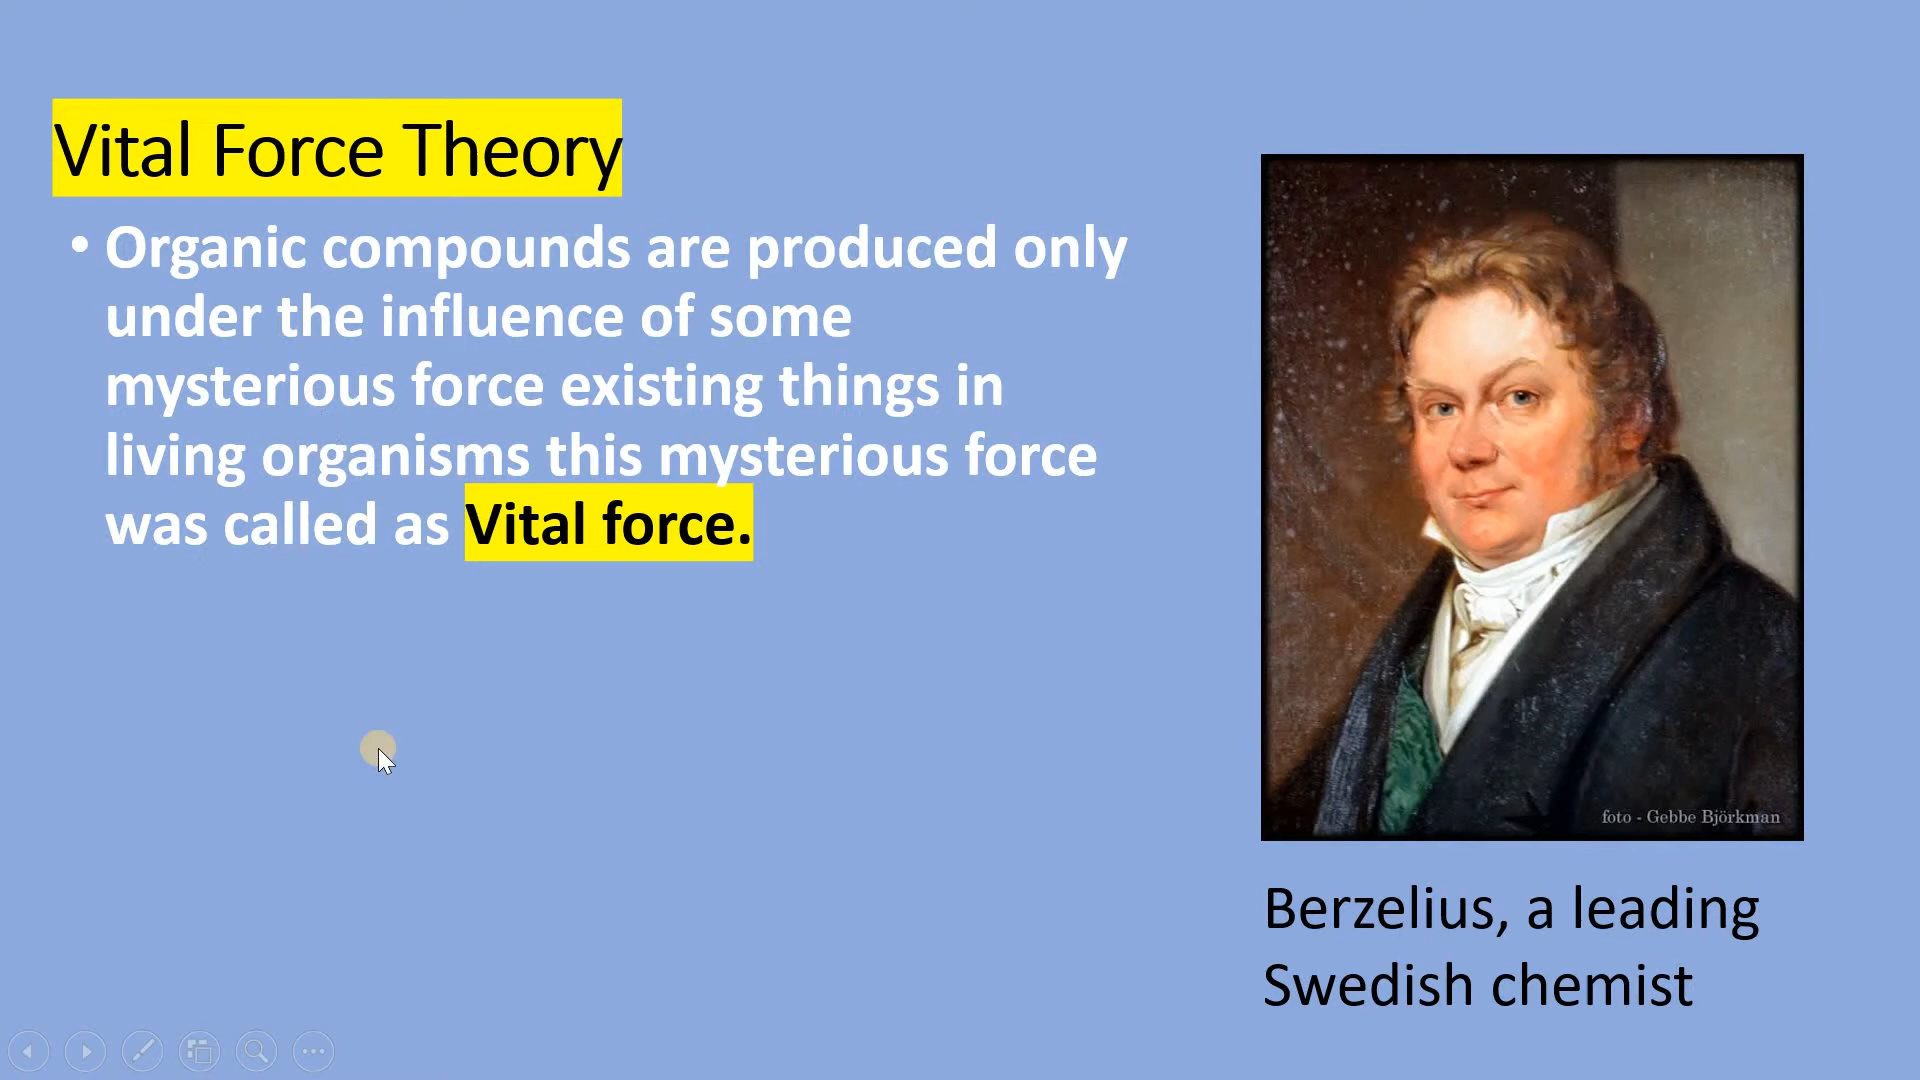 Vital Force Theory
• Organic compounds are produced only
under the influence of some
mysterious force existing things in
living organisms this mysterious force
was called as Vital force.
foto - Gebbe Björkman
Berzelius, a leading
Swedish chemist